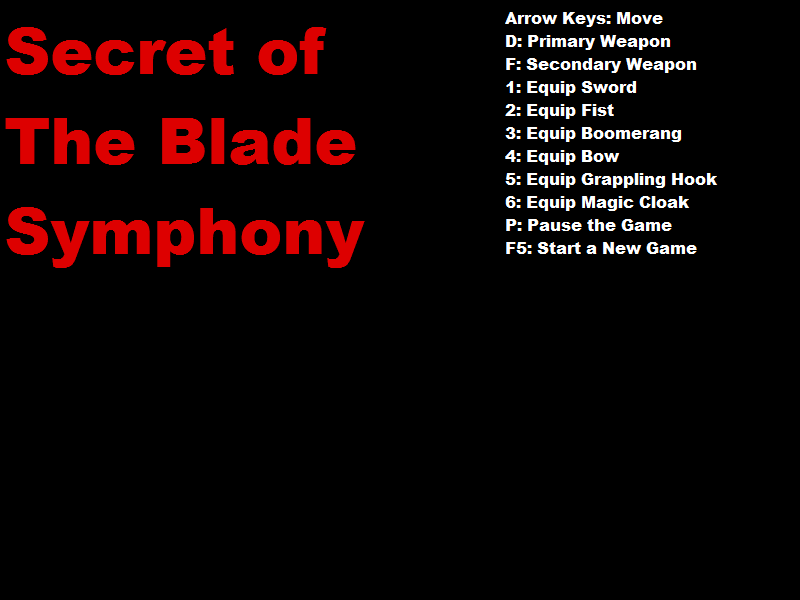 Secret of
The Blade
Symphony
Arrow Keys: Move
D: Primary Weapon
F: Secondary Weapon
1: Equip Sword
2: Equip Fist
3: Equip Boomerang
4: Equip Bow
5: Equip Grappling Hook
6: Equip Magic Cloak
P: Pause the Game
F5: Start a New Game